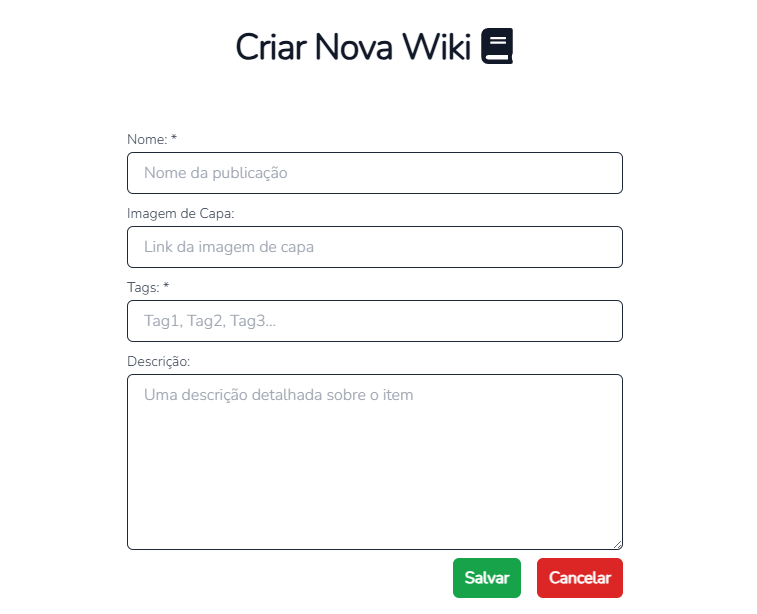 Criar Nova Wiki
Nome: *
Nome da publicação
Imagem de Capa:
Link da imagem de capa
Tags: *
Tag1, Tag2, Tag3...
Descrição:
Uma descrição detalhada sobre o item
Salvar Cancelar